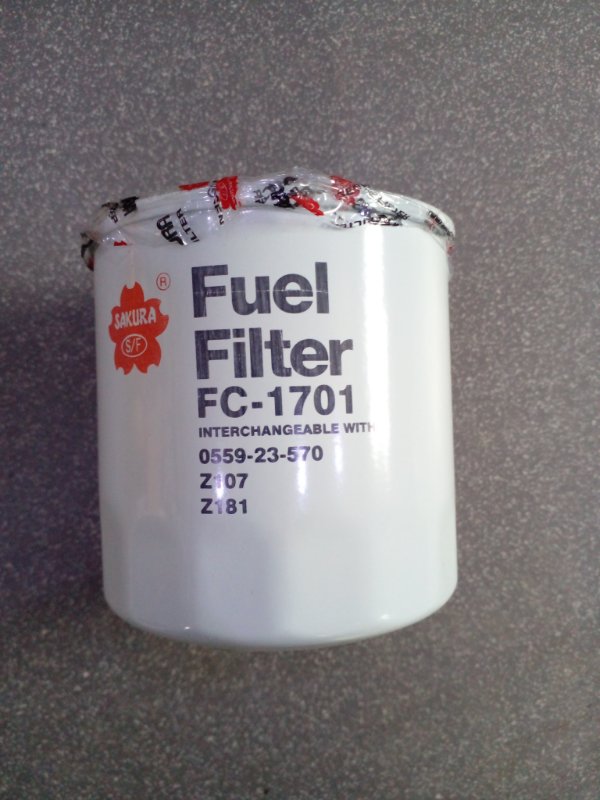 SAKURA
S/F
®
Fuel
Filter
FC-1701
INTERCHANGEABLE WITH
0559-23-570
Z107
Z181